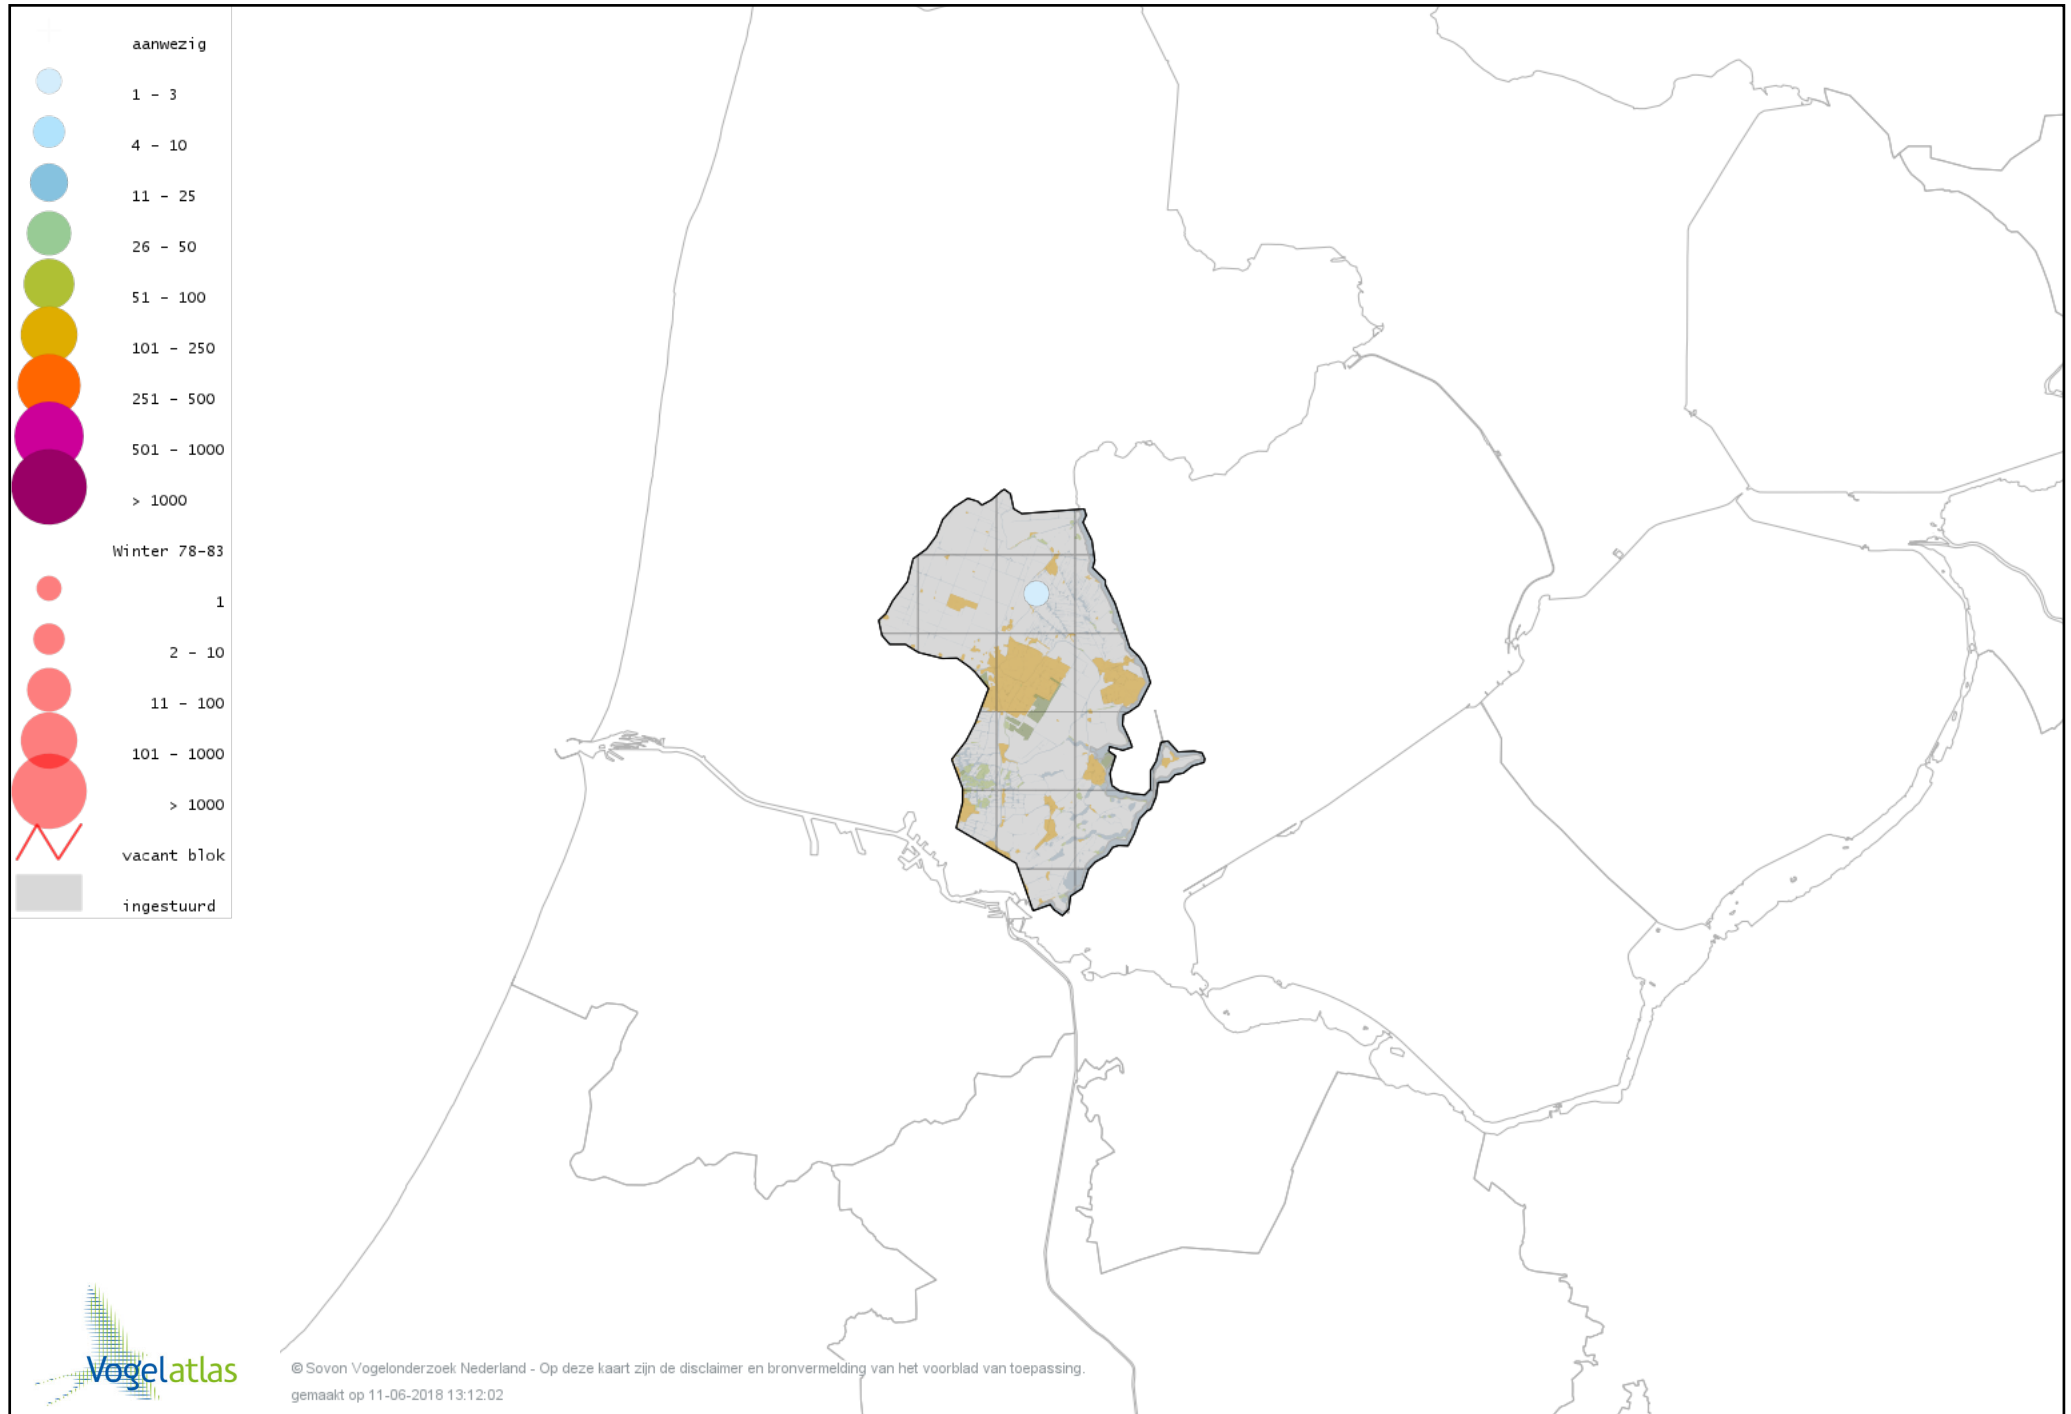 aanwezig
1 - 3
4 - 10
11 - 25
26 - 50
51 - 100
101 - 250
251 - 500
501 - 1000
> 1000
Winter 78-83
1
2 - 10
11 - 100
101 - 1000
> 1000
vacant blok
ingestuurd
Vogelatlas
© Sovon Vogelonderzoek Nederland - Op deze kaart zijn de disclaimer en bronvermelding van het voorblad van toepassing.
gemaakt op 11-06-2018 13:12:02